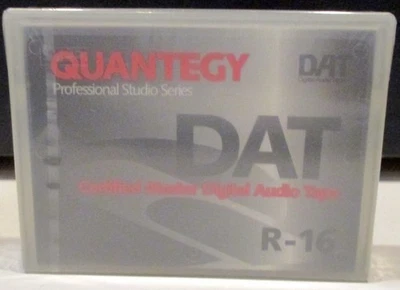 QUANTEGY
Professional Studio Series
DAT
DAT
Certified Master Digital Audio Tape
R-16